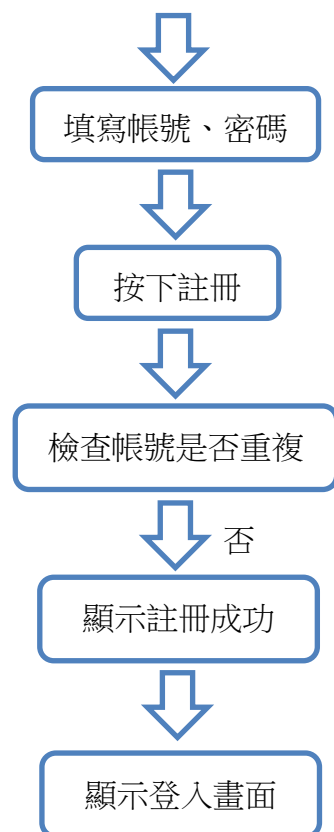 填寫帳號、密碼
按下註冊
檢查帳號是否重複
否
顯示註冊成功
顯示登入畫面